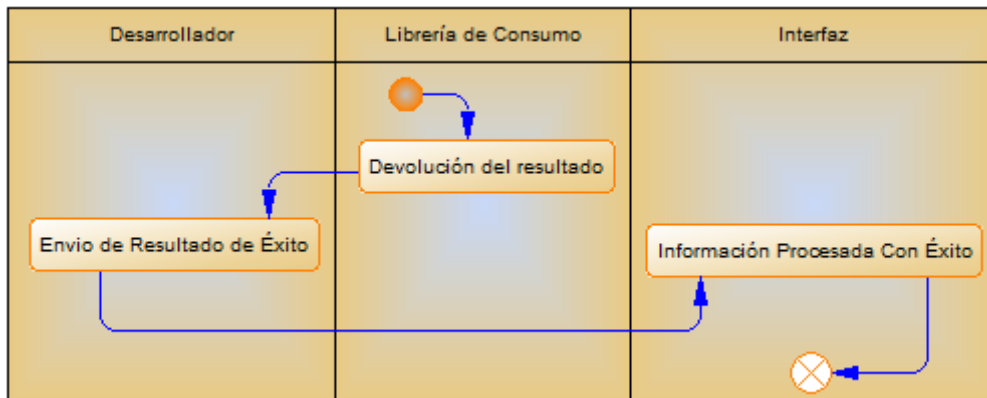 Desarrollador
Librería de Consumo
Interfaz
Devolución del resultado
Envio de Resultado de Éxito
Información Procesada Con Éxito